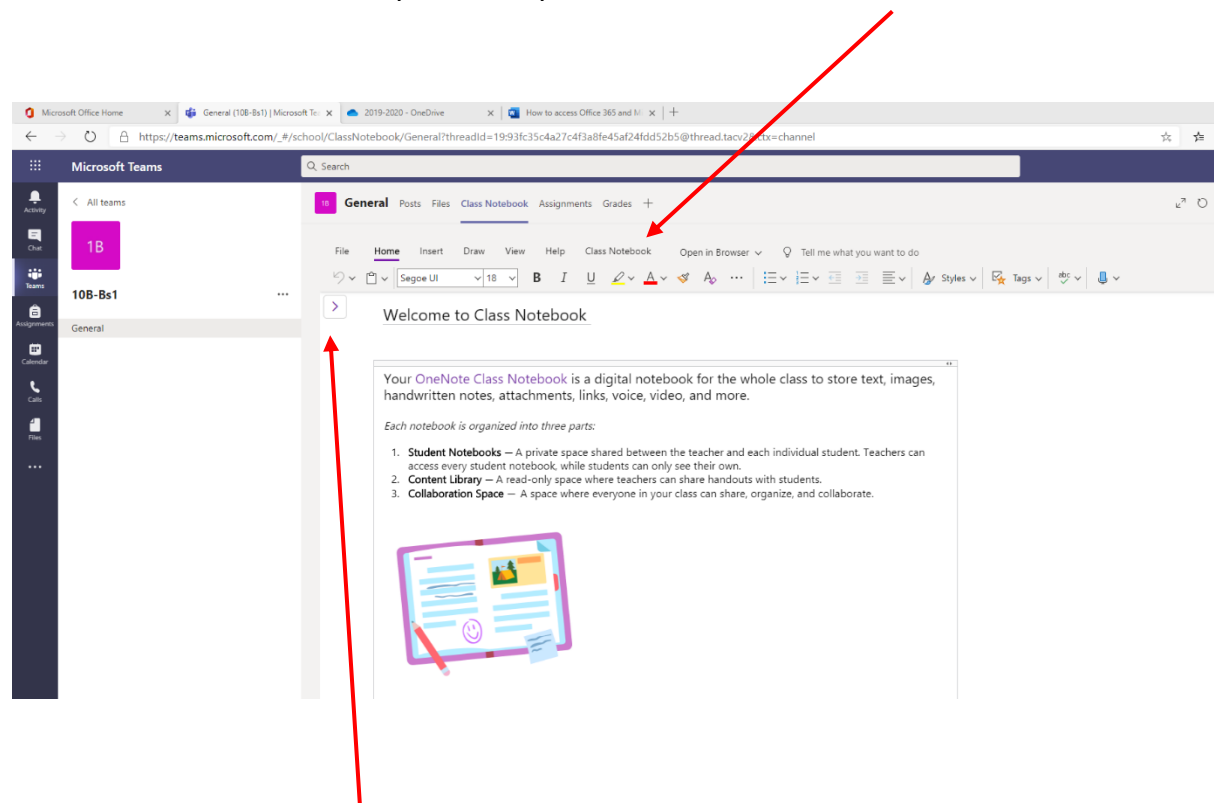 Microsoft Office Home
General (10B-Bs1) | Microsoft Te
2019-2020 - OneDrive
How to access Office 365 and M
https://teams.microsoft.com/_#/school/ClassNotebook/General?threadId=19:93fc35c4a27c4f3a8fe45af24fdd52b5@thread.tacv2&ctx=channel
Microsoft Teams
Search
Activity
Chat
Teams
Assignments
Calendar
Calls
Files
All teams
1B
10B-Bs1
General
1B General Posts Files Class Notebook Assignments Grades
File Home Insert Draw View Help Class Notebook Open in Browser Tell me what you want to do
Segoe UI 18 B I U A A Styles Tags abc
Welcome to Class Notebook
Your OneNote Class Notebook is a digital notebook for the whole class to store text, images,
handwritten notes, attachments, links, voice, video, and more.
Each notebook is organized into three parts:
1. Student Notebooks — A private space shared between the teacher and each individual student. Teachers can
access every student notebook, while students can only see their own.
2. Content Library — A read-only space where teachers can share handouts with students.
3. Collaboration Space — A space where everyone in your class can share, organize, and collaborate.